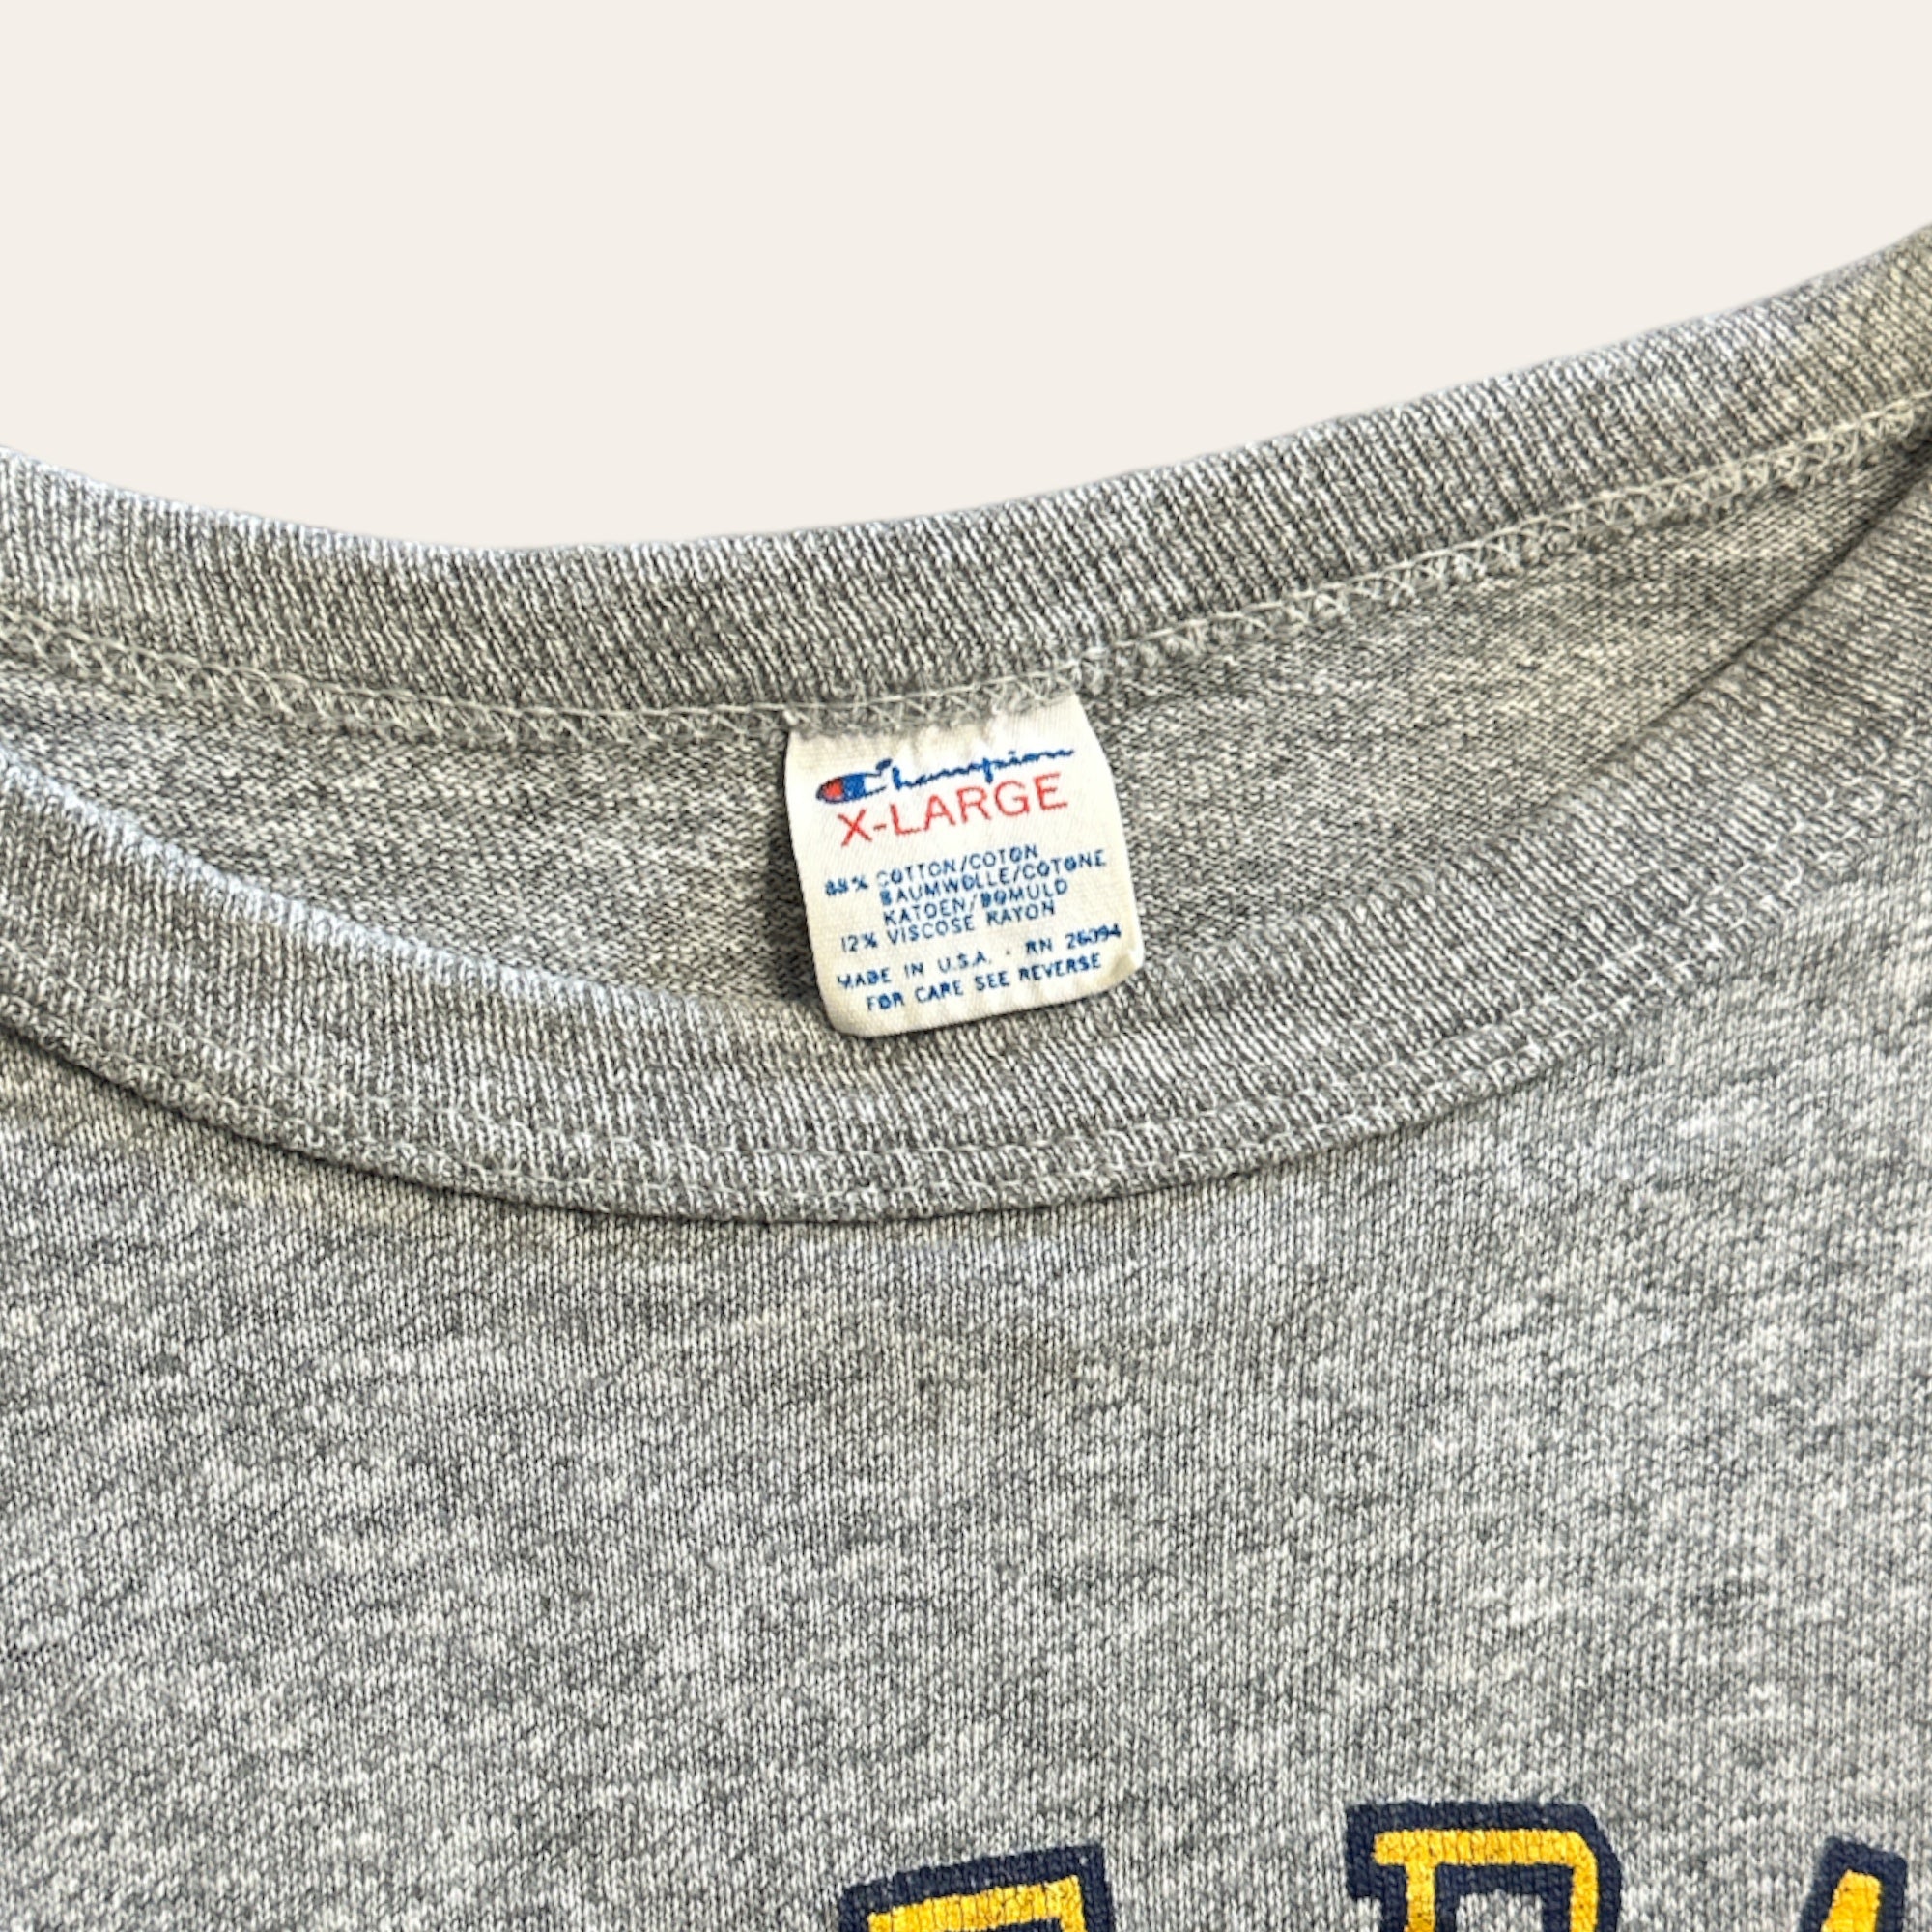 Champion
X-LARGE
88% COTTON/COTON
BAUMWOLLE/COTONE
KATOEN/BOMULD
12% VISCOSE RAYON
MADE IN U.S.A. · RN 26094
FOR CARE SEE REVERSE